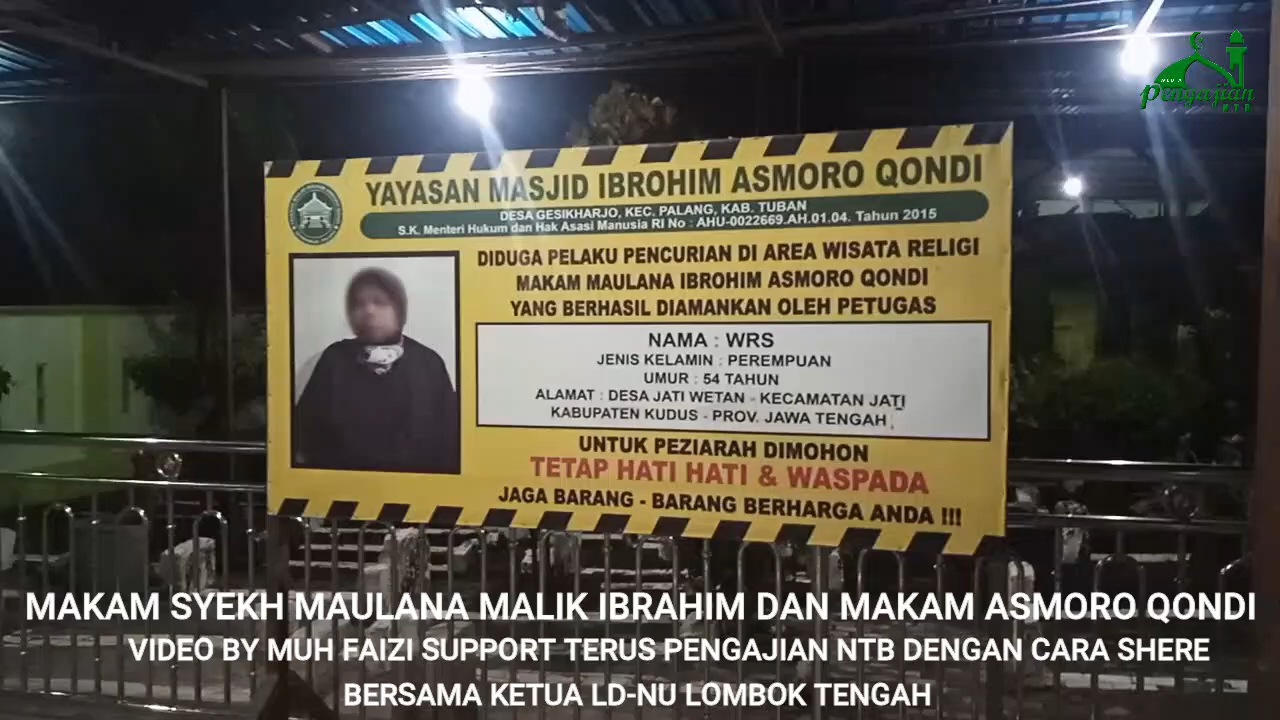 Pengajian
NTB
YAYASAN MASJID IBROHIM ASMORO QONDI
DESA GESIKHARJO, KEC. PALANG, KAB. TUBAN
S.K. Menteri Hukum dan Hak Asasi Manusia RI No : AHU-0022669.AH.01.04. Tahun 2015
DIDUGA PELAKU PENCURIAN DI AREA WISATA RELIGI
MAKAM MAULANA IBROHIM ASMORO QONDI
YANG BERHASIL DIAMANKAN OLEH PETUGAS
NAMA : WRS
JENIS KELAMIN : PEREMPUAN
UMUR : 54 TAHUN
ALAMAT : DESA JATI WETAN - KECAMATAN JATI
KABUPATEN KUDUS - PROV. JAWA TENGAH
UNTUK PEZIARAH DIMOHON
TETAP HATI HATI & WASPADA
JAGA BARANG - BARANG BERHARGA ANDA !!!
MAKAM SYEKH MAULANA MALIK IBRAHIM DAN MAKAM ASMORO QONDI
VIDEO BY MUH FAIZI SUPPORT TERUS PENGAJIAN NTB DENGAN CARA SHERE
BERSAMA KETUA LD-NU LOMBOK TENGAH